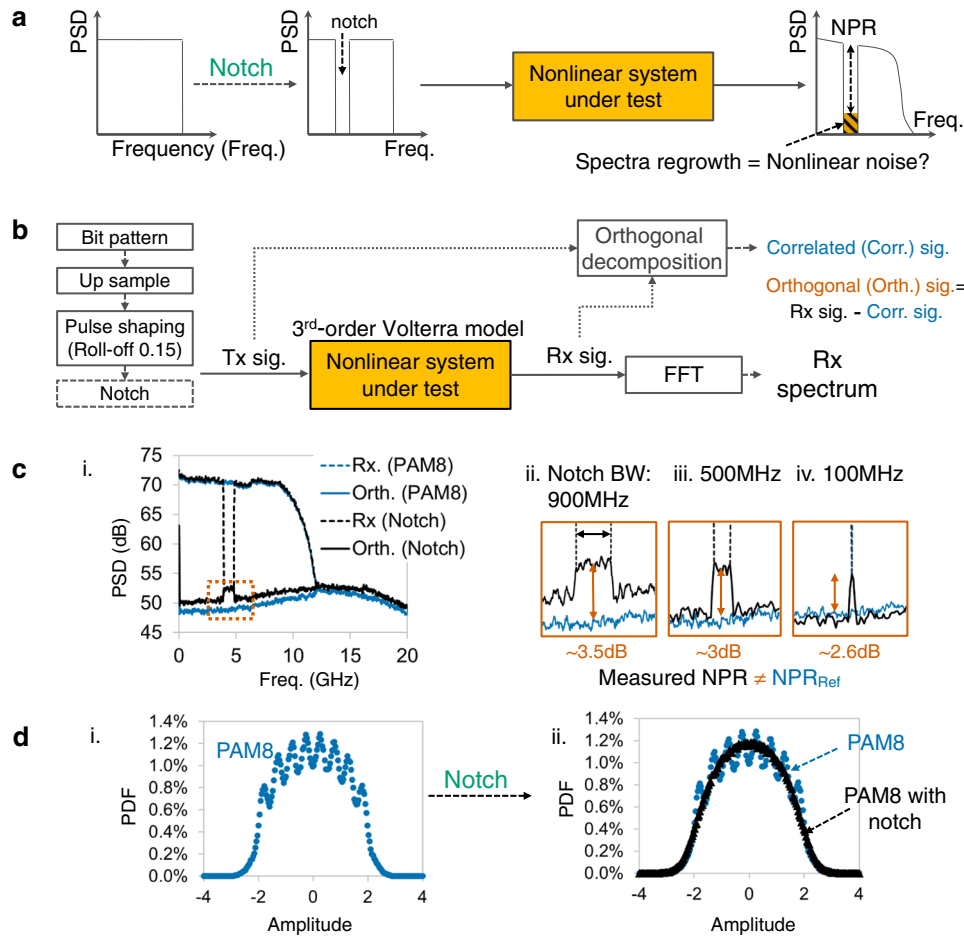 a
PSD
Frequency (Freq.)
Notch
PSD
notch
Freq.
Nonlinear system
under test
PSD
NPR
Freq.
Spectra regrowth = Nonlinear noise?
b
Bit pattern
Up sample
Pulse shaping
(Roll-off 0.15)
Notch
Tx sig.
3rd-order Volterra model
Nonlinear system
under test
Rx sig.
Orthogonal
decomposition
Correlated (Corr.) sig.
Orthogonal (Orth.) sig.=
Rx sig. - Corr. sig.
FFT
Rx
spectrum
c
i.
PSD (dB)
75
70
65
60
55
50
45
0
5
10
15
20
Freq. (GHz)
Rx. (PAM8)
Orth. (PAM8)
Rx (Notch)
Orth. (Notch)
ii. Notch BW:
900MHz
iii. 500MHz
iv. 100MHz
~3.5dB
~3dB
~2.6dB
Measured NPR ≠ NPRRef
d
i.
PDF
1.4%
1.2%
1.0%
0.8%
0.6%
0.4%
0.2%
0.0%
-4
-2
0
2
4
Amplitude
PAM8
Notch
ii.
PDF
1.4%
1.2%
1.0%
0.8%
0.6%
0.4%
0.2%
0.0%
-4
-2
0
2
4
Amplitude
PAM8
PAM8 with
notch